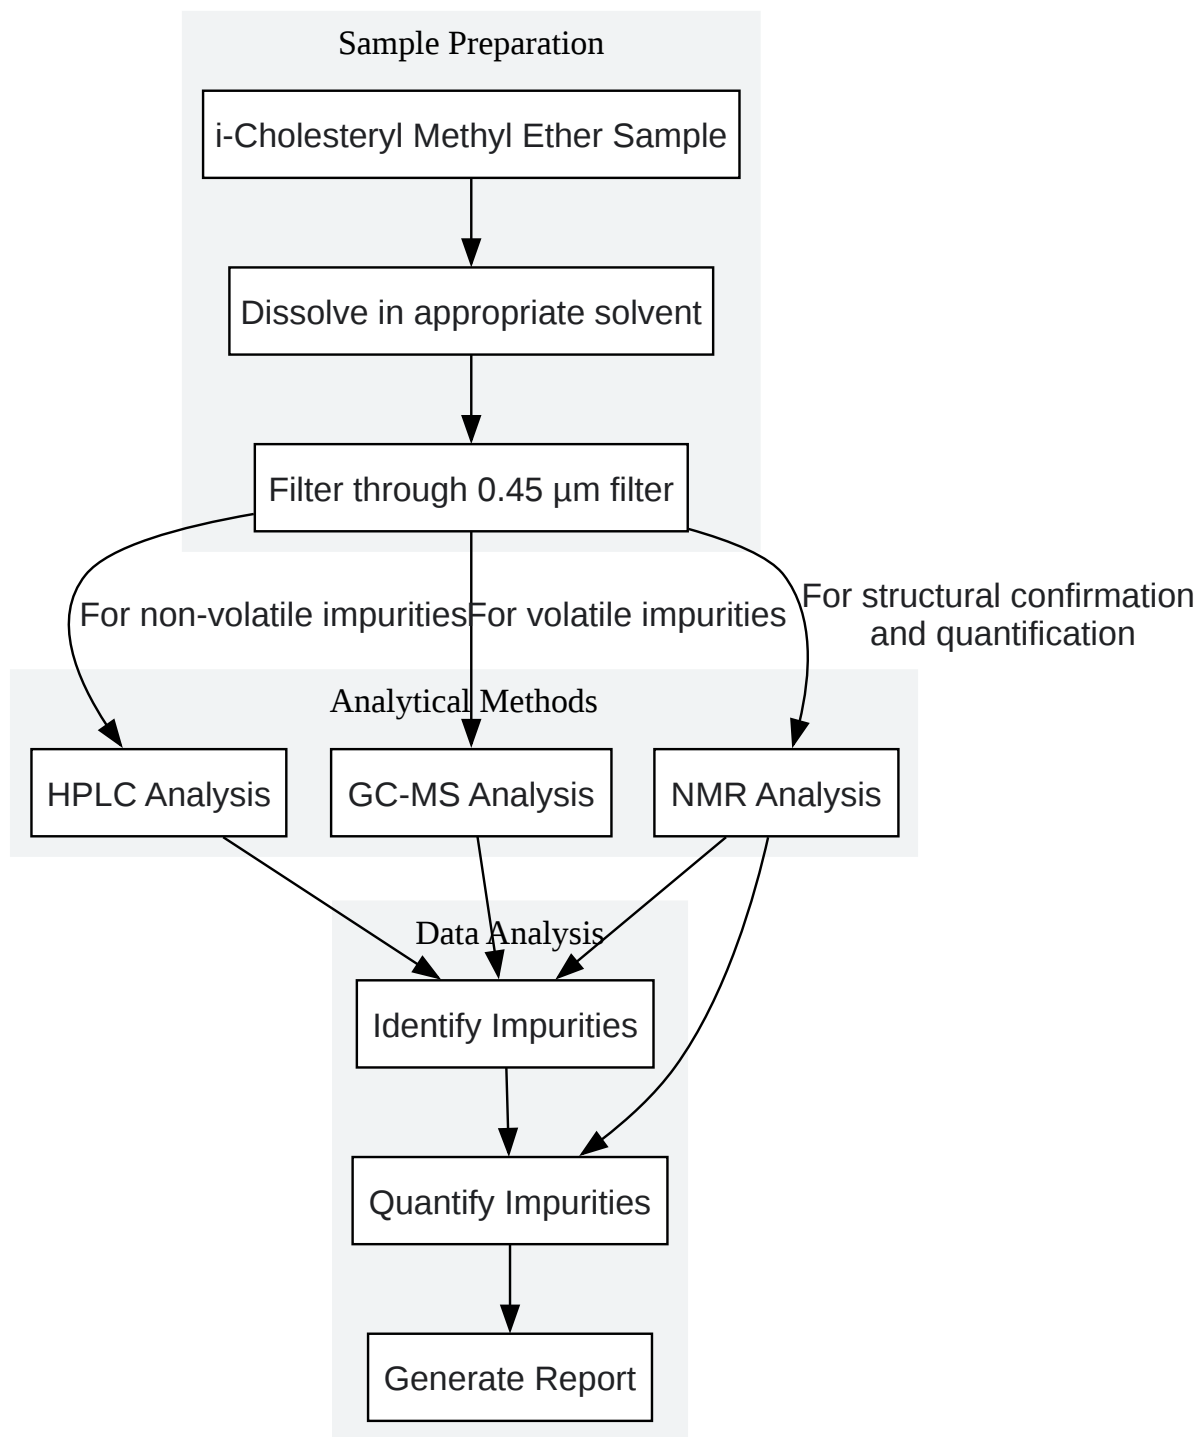 Sample Preparation
i-Cholesteryl Methyl Ether Sample
Dissolve in appropriate solvent
Filter through 0.45 µm filter
For non-volatile impurities
For volatile impurities
For structural confirmation
and quantification
Analytical Methods
HPLC Analysis
GC-MS Analysis
NMR Analysis
Data Analysis
Identify Impurities
Quantify Impurities
Generate Report